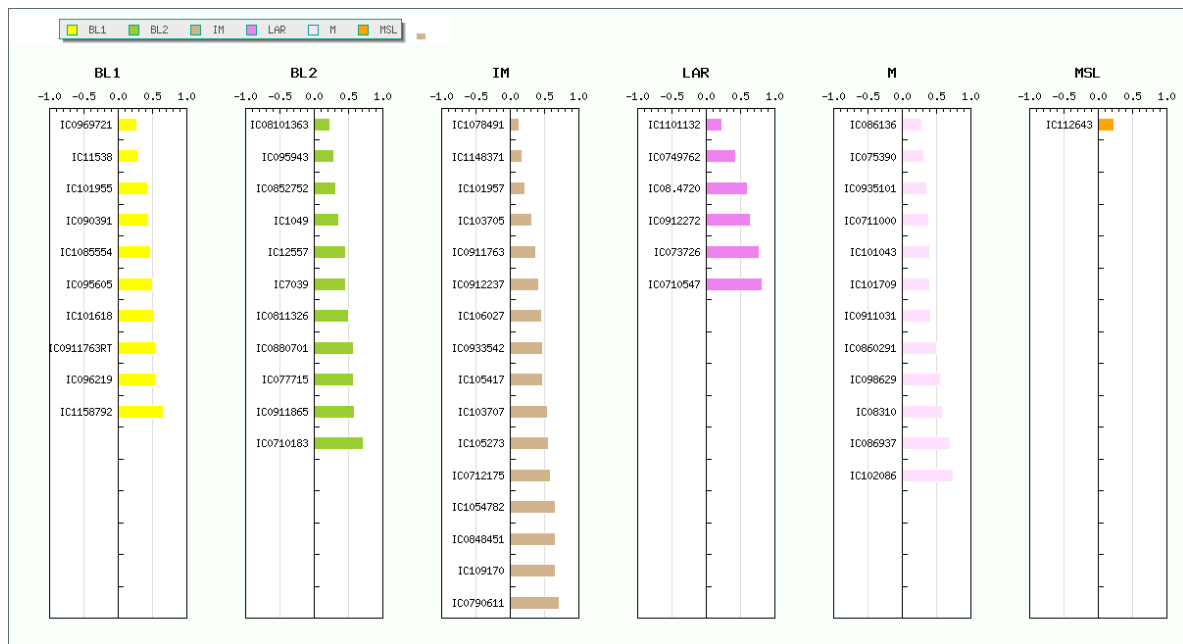 BL1 BL2 IM LAR M MSL
BL1 BL2 IM LAR M MSL
-1.0 -0.5 0.0 0.5 1.0 -1.0 -0.5 0.0 0.5 1.0 -1.0 -0.5 0.0 0.5 1.0 -1.0 -0.5 0.0 0.5 1.0 -1.0 -0.5 0.0 0.5 1.0 -1.0 -0.5 0.0 0.5 1.0
IC0969721 IC08101363 IC1078491 IC1101132 IC086136 IC112643
IC11538 IC095943 IC1148371 IC0749762 IC075390
IC101955 IC0852752 IC101957 IC08.4720 IC0935101
IC090391 IC1049 IC103705 IC0912272 IC0711000
IC1085554 IC12557 IC0911763 IC073726 IC101043
IC095605 IC7039 IC0912237 IC0710547 IC101709
IC101618 IC0811326 IC106027 IC0911031
IC0911763RT IC0880701 IC0933542 IC0860291
IC096219 IC077715 IC105417 IC098629
IC1158792 IC0911865 IC103707 IC08310
IC0710183 IC105273 IC086937
IC0712175 IC102086
IC1054782
IC0848451
IC109170
IC0790611